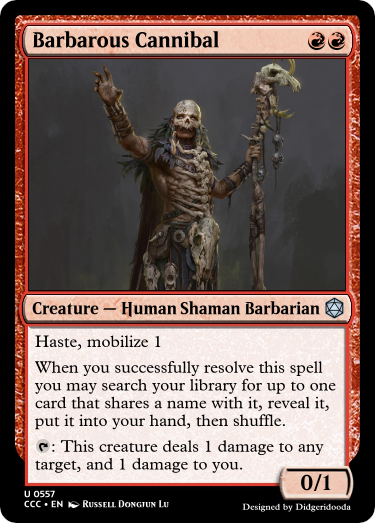 Barbarous Cannibal
Creature — Human Shaman Barbarian
Haste, mobilize 1
When you successfully resolve this spell
you may search your library for up to one
card that shares a name with it, reveal it,
put it into your hand, then shuffle.
: This creature deals 1 damage to any
target, and 1 damage to you.
0/1
U 0557
CCC • EN Russell Dongjun Lu
Designed by Didgeridooda